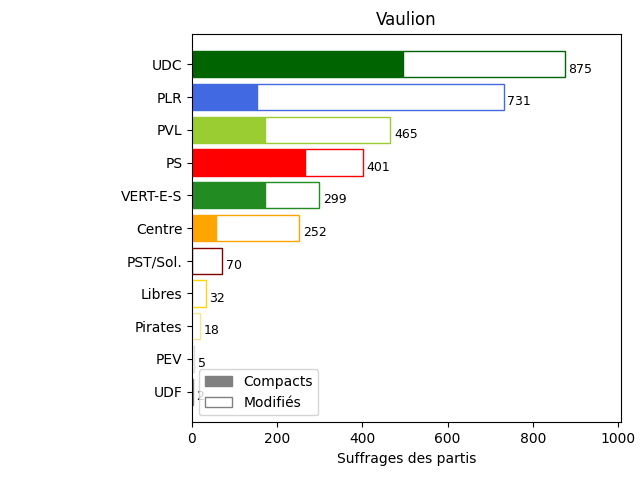 Vaulion
UDC 875
PLR 731
PVL 465
PS 401
VERT-E-S 299
Centre 252
PST/Sol. 70
Libres 32
Pirates 18
PEV 5
UDF 2
Compacts
Modifiés
0 200 400 600 800 1000
Suffrages des partis